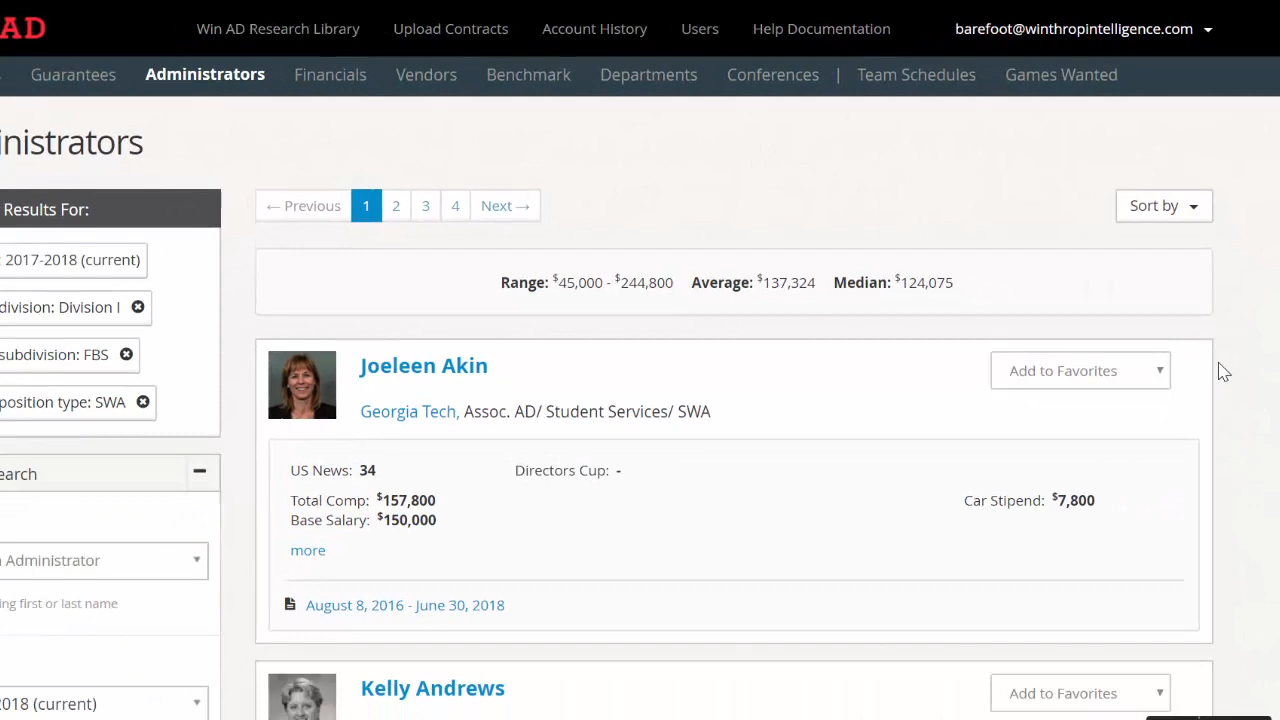 AD
Win AD Research Library Upload Contracts Account History Users Help Documentation barefoot@winthropintelligence.com
Guarantees Administrators Financials Vendors Benchmark Departments Conferences | Team Schedules Games Wanted
nistrators
Results For:
← Previous 1 2 3 4 Next → Sort by
: 2017-2018 (current)
Range: $45,000 - $244,800 Average: $137,324 Median: $124,075
division: Division I
subdivision: FBS
Joeleen Akin
Add to Favorites
position type: SWA
Georgia Tech, Assoc. AD/ Student Services/ SWA
earch
US News: 34 Directors Cup: -
Total Comp: $157,800 Car Stipend: $7,800
Base Salary: $150,000
more
Administrator
ing first or last name
August 8, 2016 - June 30, 2018
Kelly Andrews
Add to Favorites
2018 (current)